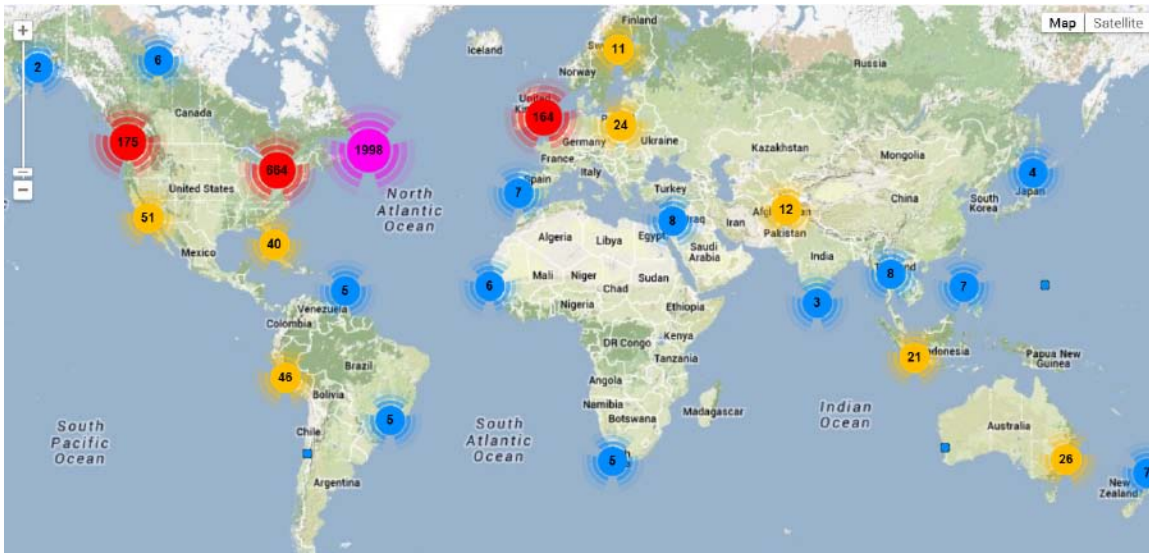 +
−
Map
Satellite
Finland
11
Iceland
Norway
Russia
2
6
Canada
175
664
1998
United States
51
40
Mexico
North
Atlantic
Ocean
164
24
Germany
Ukraine
France
Italy
Spain
7
Turkey
8
Iran
Kazakhstan
Mongolia
China
South
Korea
4
Japan
12
Pakistan
India
Algeria
Libya
Egypt
Saudi
Arabia
Mali
Niger
Chad
Sudan
6
Nigeria
Ethiopia
Kenya
DR Congo
Tanzania
Angola
Namibia
Botswana
Madagascar
5
5
Venezuela
Colombia
46
Brazil
Bolivia
5
Chile
Argentina
South
Pacific
Ocean
South
Atlantic
Ocean
Indian
Ocean
3
8
7
21
Papua New
Guinea
Australia
26
7
New
Zealand